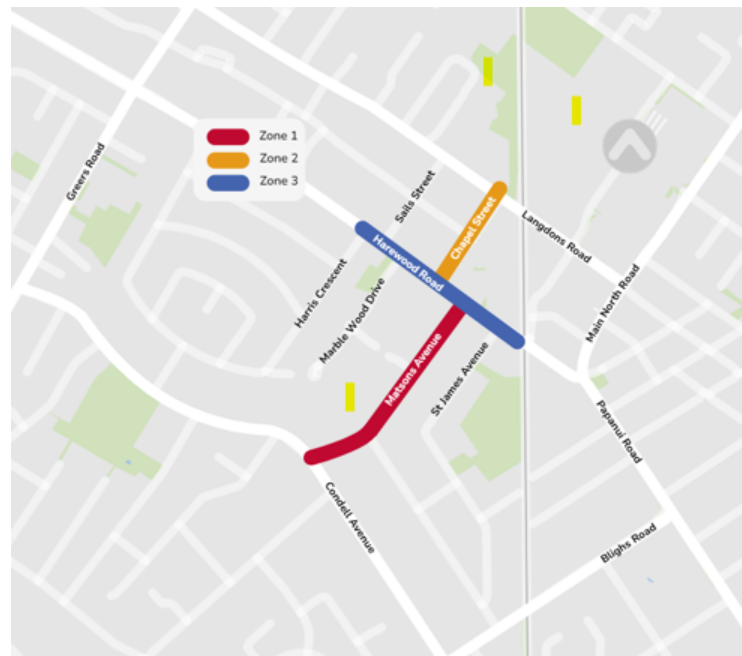 Zone 1
Zone 2
Zone 3
Greers Road
Sails Street
Chapel Street
Langdons Road
Harewood Road
Harris Crescent
Marble Wood Drive
Main North Road
Matsons Avenue
St James Avenue
Papanui Road
Condell Avenue
Blighs Road